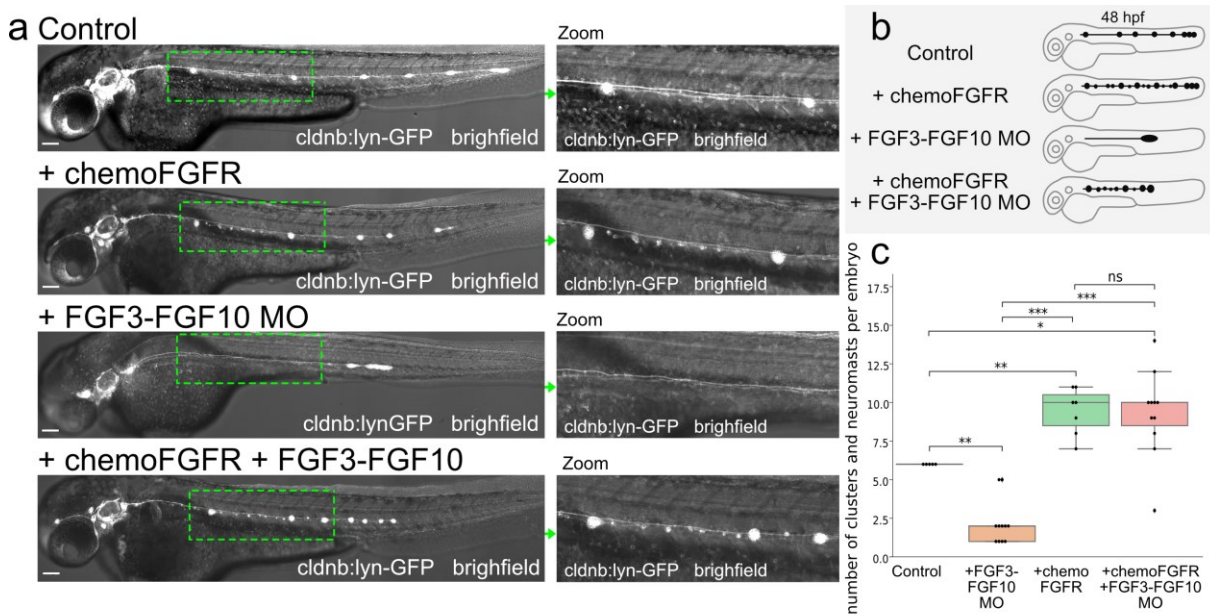 a
Control
Zoom
cldnb:lyn-GFP brighfield
cldnb:lyn-GFP brighfield
+ chemoFGFR
Zoom
cldnb:lyn-GFP brighfield
cldnb:lyn-GFP brighfield
+ FGF3-FGF10 MO
Zoom
cldnb:lynGFP brighfield
cldnb:lyn-GFP brighfield
+ chemoFGFR + FGF3-FGF10
Zoom
cldnb:lyn-GFP brighfield
cldnb:lyn-GFP brighfield
b
48 hpf
Control
+ chemoFGFR
+ FGF3-FGF10 MO
+ chemoFGFR
+ FGF3-FGF10 MO
c
number of clusters and neuromasts per embryo
17.5
15.0
12.5
10.0
7.5
5.0
2.5
0.0
ns
***
***
*
**
**
Control
+FGF3-
FGF10
MO
+chemo
FGFR
+chemoFGFR
+FGF3-FGF10
MO